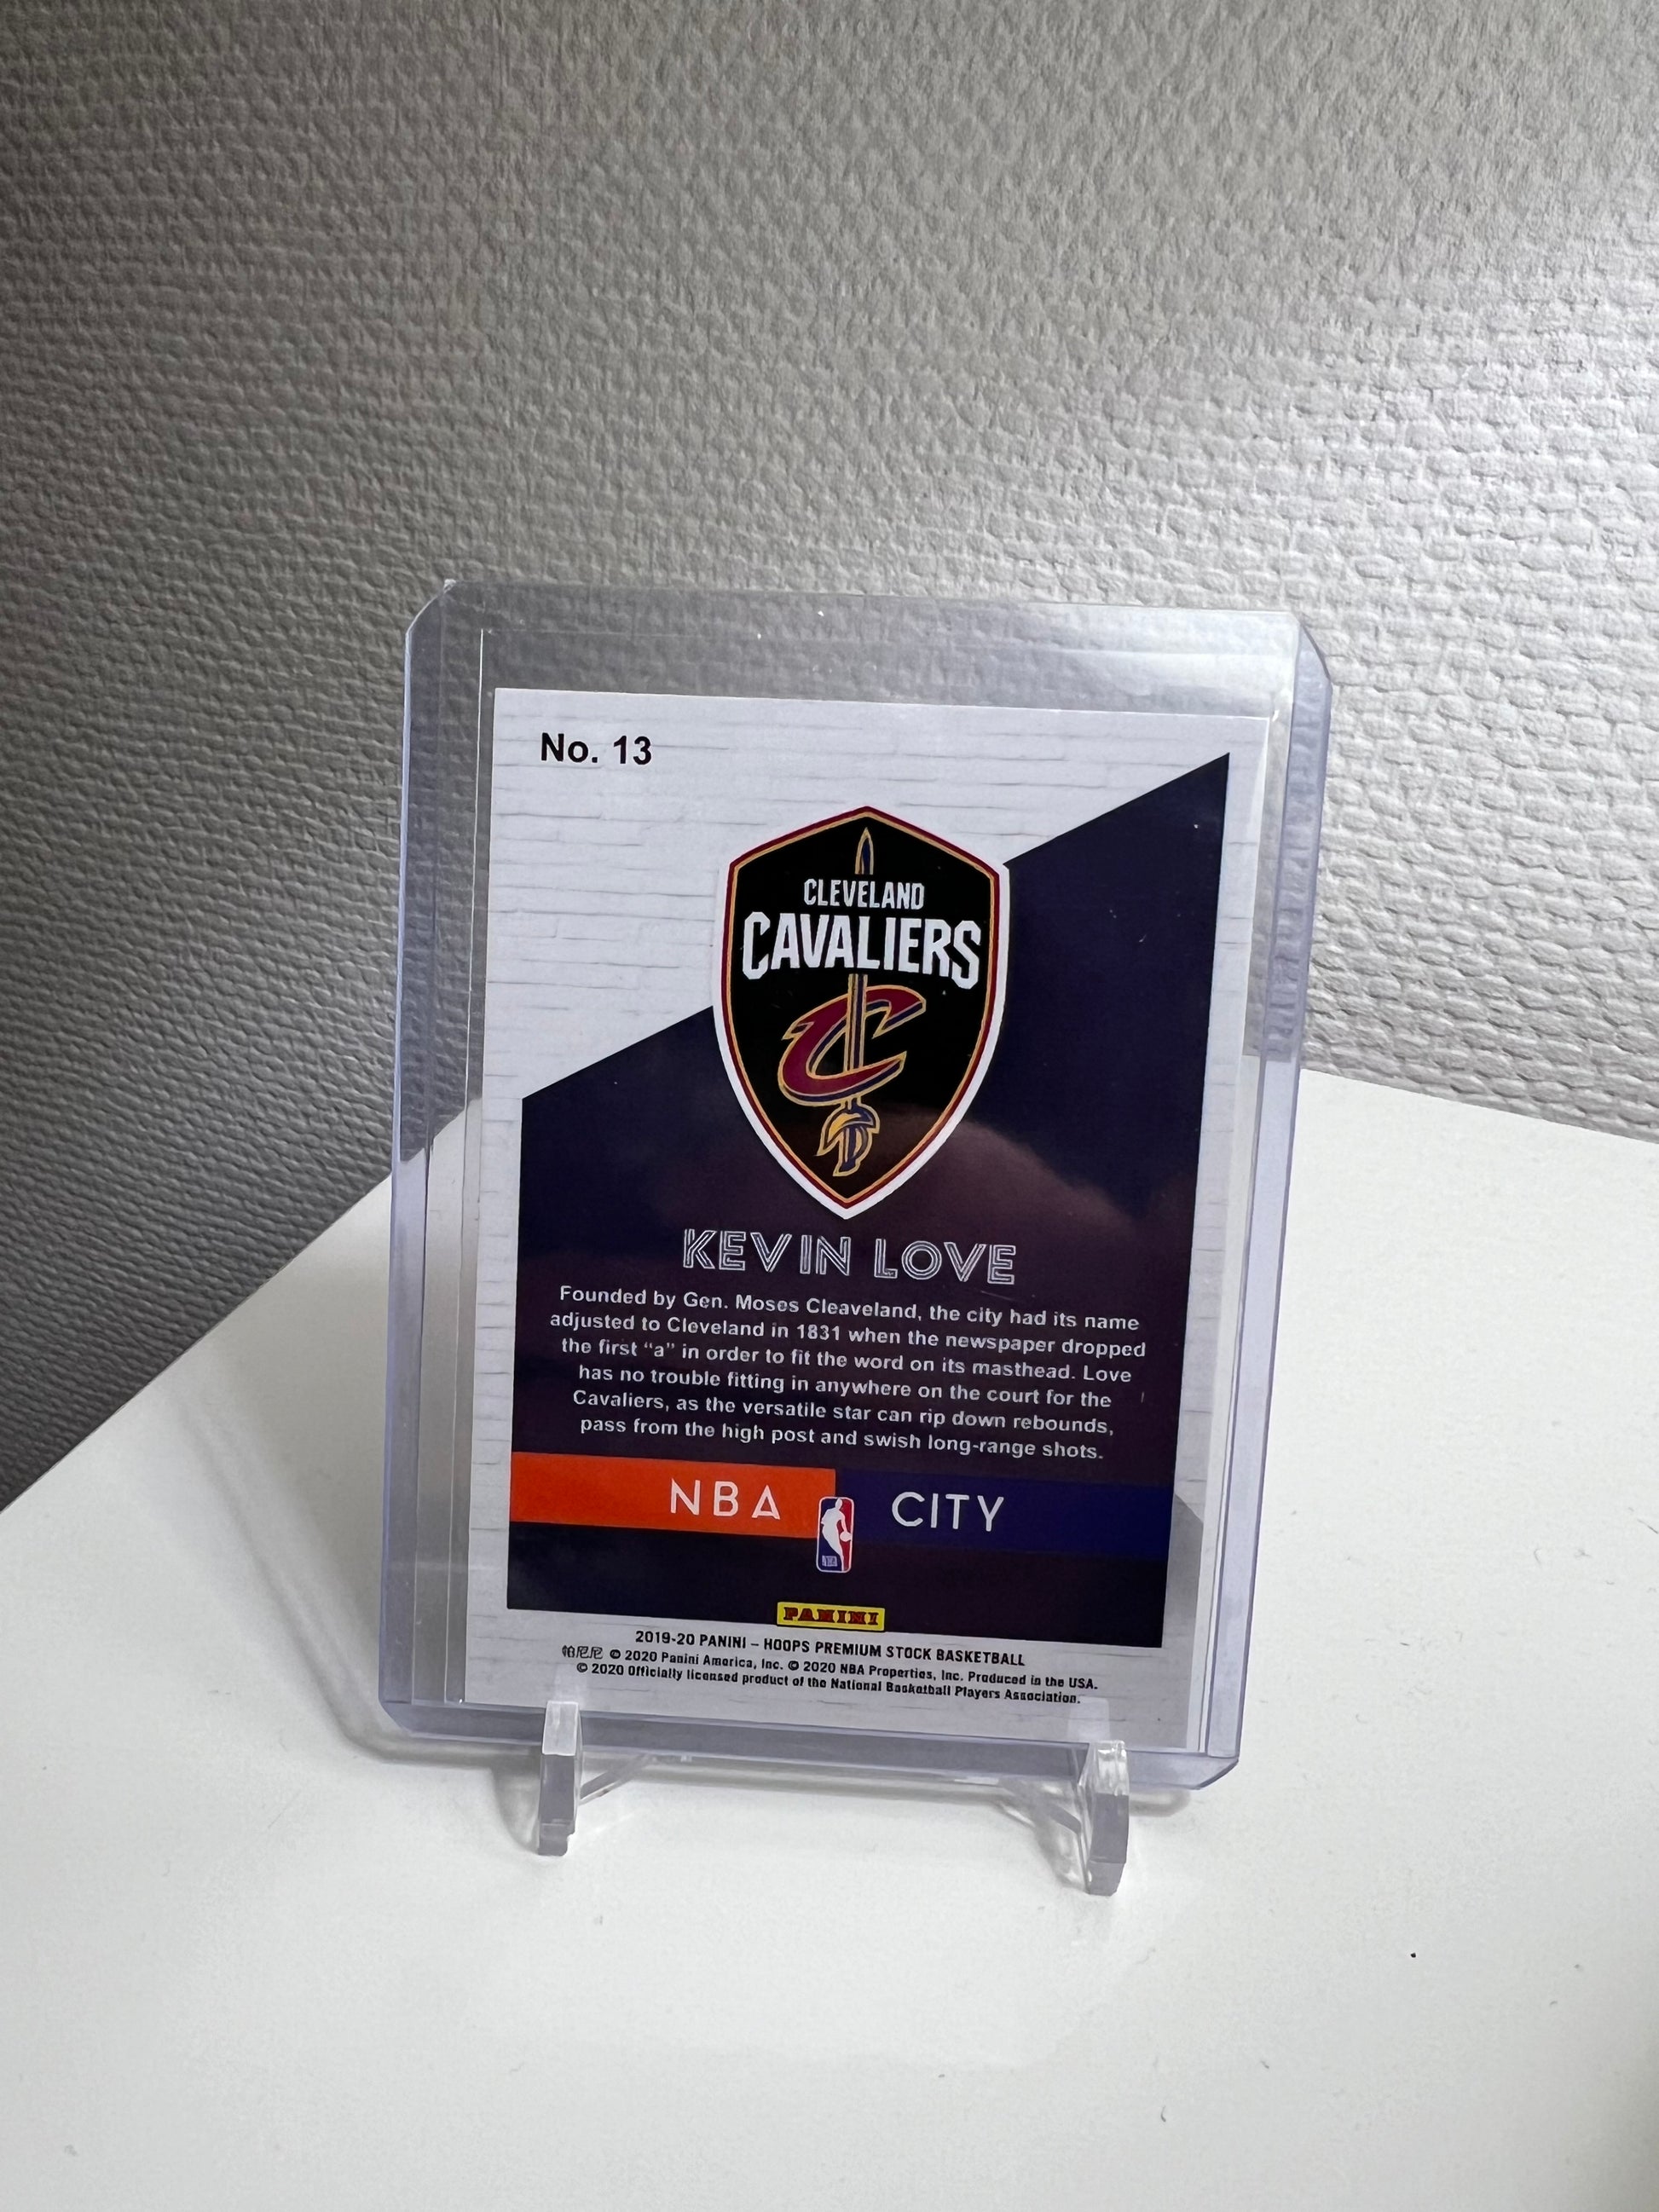 No. 13
CLEVELAND
CAVALIERS
KEVIN LOVE
Founded by Gen. Moses Cleaveland, the city had its name
adjusted to Cleveland in 1831 when the newspaper dropped
the first "a" in order to fit the word on its masthead. Love
has no trouble fitting in anywhere on the court for the
Cavaliers, as the versatile star can rip down rebounds,
pass from the high post and swish long-range shots.
NBA CITY
NBA
PANINI
2019-20 PANINI – HOOPS PREMIUM STOCK BASKETBALL
帕尼尼 © 2020 Panini America, Inc. © 2020 NBA Properties, Inc. Produced in the USA.
© 2020 Officially licensed product of the National Basketball Players Association.